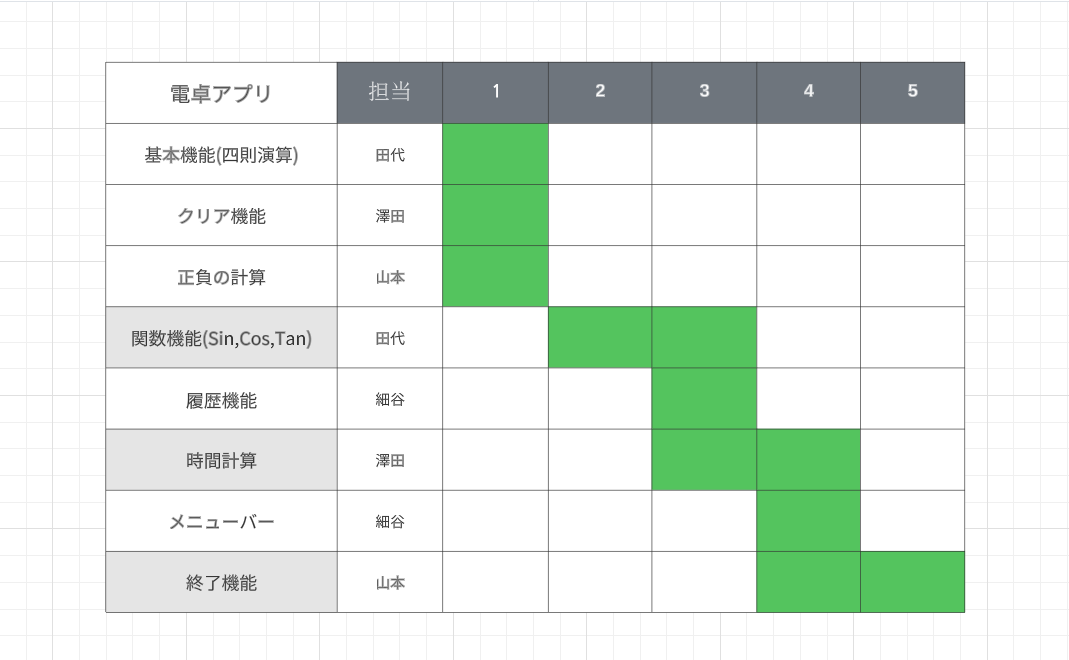 電卓アプリ 担当 1 2 3 4 5
基本機能(四則演算) 田代
クリア機能 澤田
正負の計算 山本
関数機能(Sin,Cos,Tan) 田代
履歴機能 細谷
時間計算 澤田
メニューバー 細谷
終了機能 山本